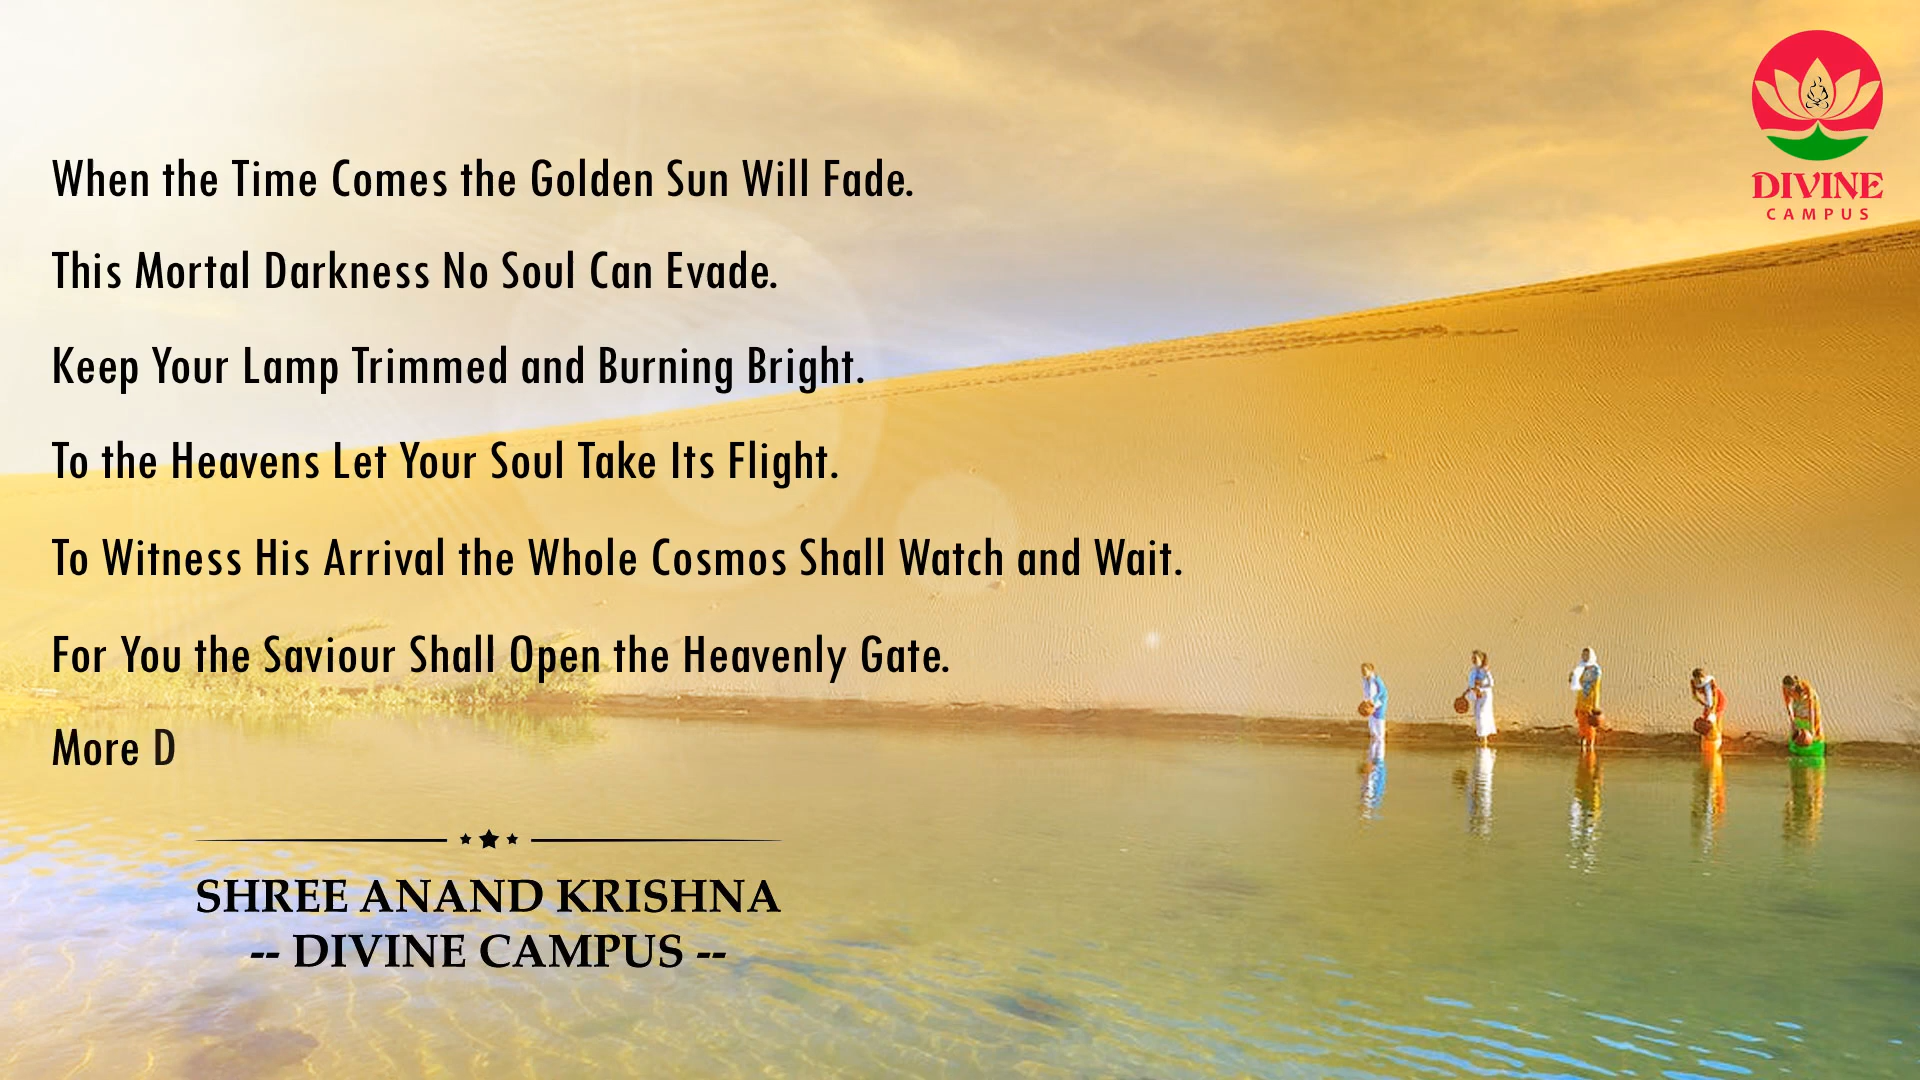 When the Time Comes the Golden Sun Will Fade.
This Mortal Darkness No Soul Can Evade.
Keep Your Lamp Trimmed and Burning Bright.
To the Heavens Let Your Soul Take Its Flight.
To Witness His Arrival the Whole Cosmos Shall Watch and Wait.
For You the Saviour Shall Open the Heavenly Gate.
More D
SHREE ANAND KRISHNA
-- DIVINE CAMPUS --
DIVINE
CAMPUS